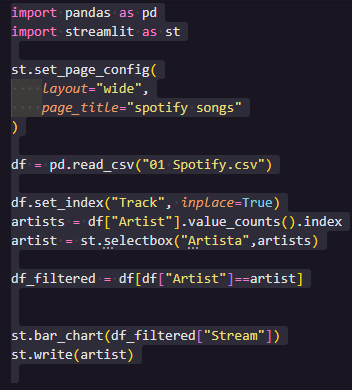 import pandas as pd
import streamlit as st
st.set_page_config(
    layout="wide",
    page_title="spotify songs"
)
df = pd.read_csv("01 Spotify.csv")
df.set_index("Track", inplace=True)
artists = df["Artist"].value_counts().index
artist = st.selectbox("Artista",artists)
df_filtered = df[df["Artist"]==artist]
st.bar_chart(df_filtered["Stream"])
st.write(artist)